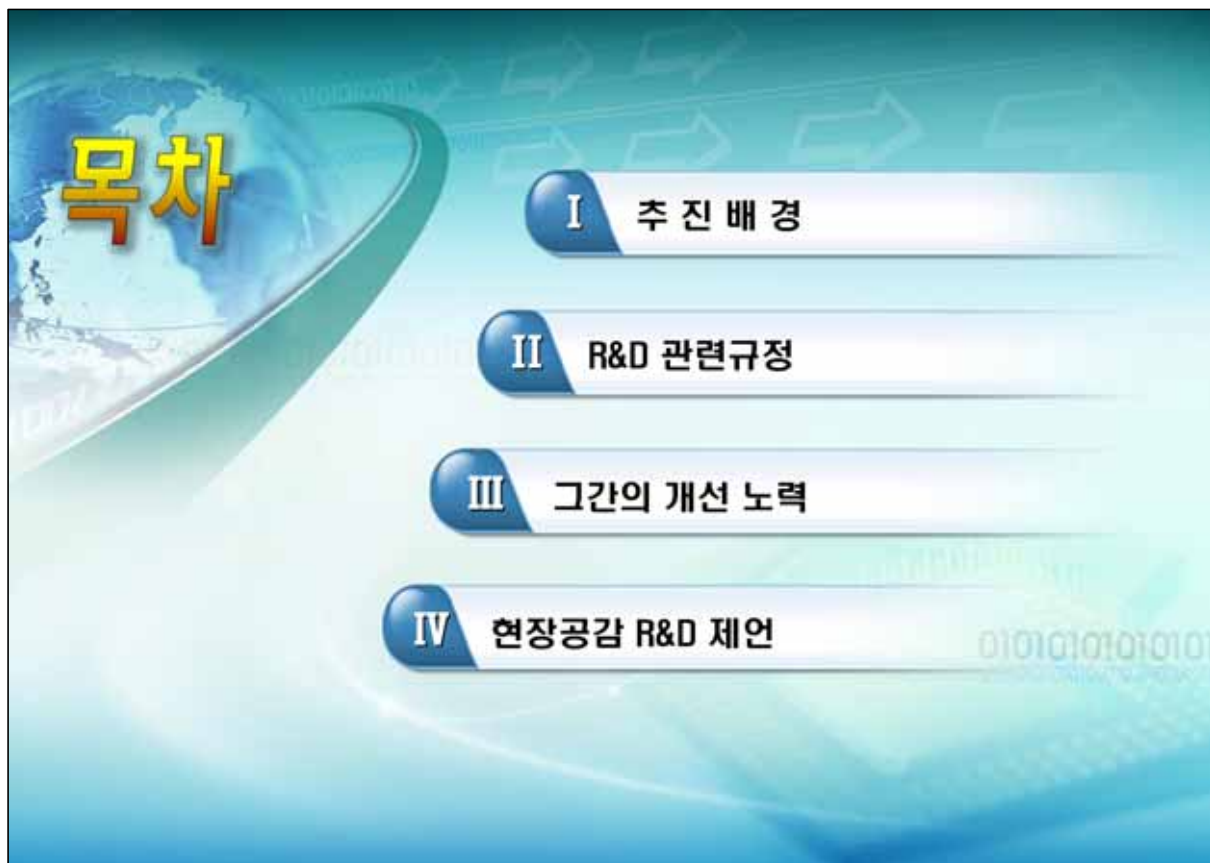 목차
I 추 진 배 경
II R&D 관련규정
III 그간의 개선 노력
IV 현장공감 R&D 제언
010101010101010